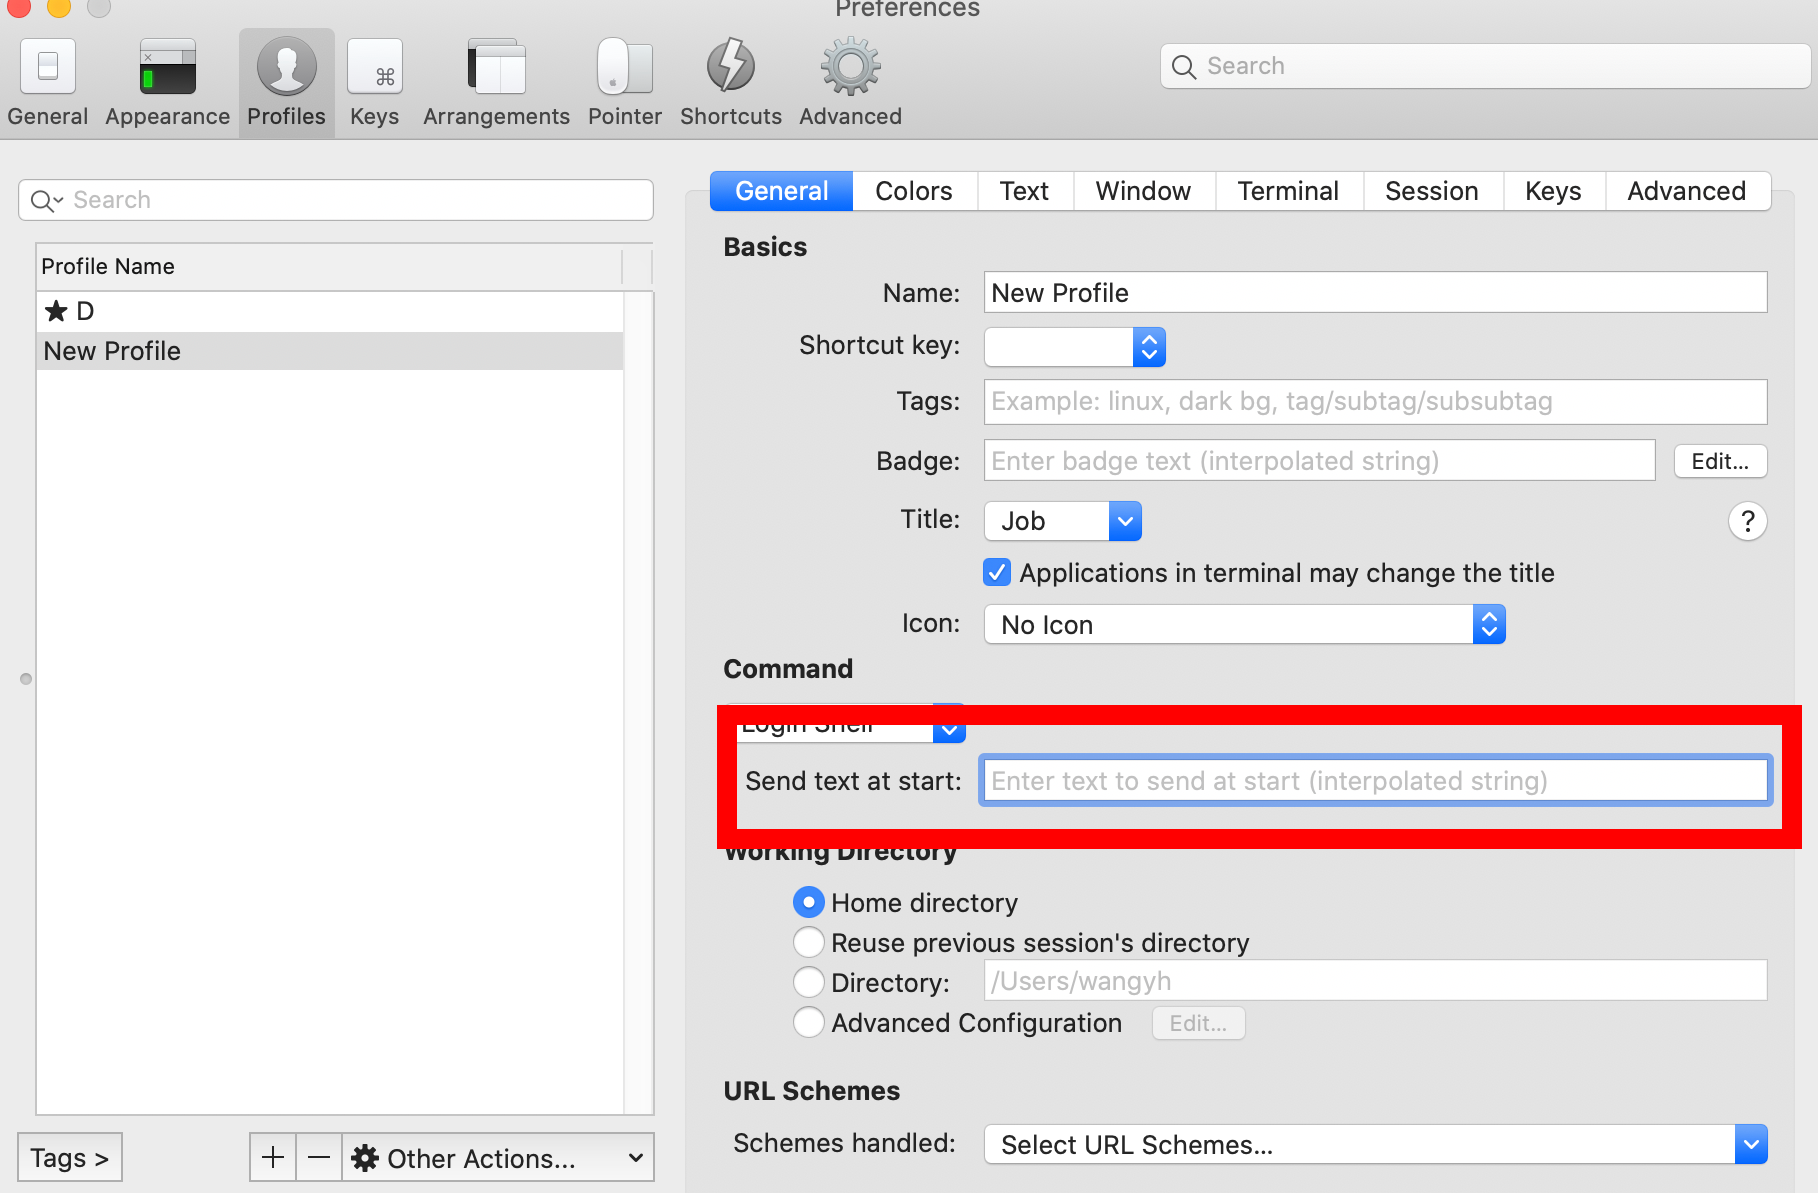 Preferences
General Appearance Profiles Keys Arrangements Pointer Shortcuts Advanced
Search
Search
Profile Name
★ D
New Profile
Tags >
Other Actions...
General Colors Text Window Terminal Session Keys Advanced
Basics
Name: New Profile
Shortcut key:
Tags: Example: linux, dark bg, tag/subtag/subsubtag
Badge: Enter badge text (interpolated string) Edit...
Title: Job ?
Applications in terminal may change the title
Icon: No Icon
Command
Login Shell
Send text at start: Enter text to send at start (interpolated string)
Working Directory
Home directory
Reuse previous session's directory
Directory: /Users/wangyh
Advanced Configuration Edit...
URL Schemes
Schemes handled: Select URL Schemes...